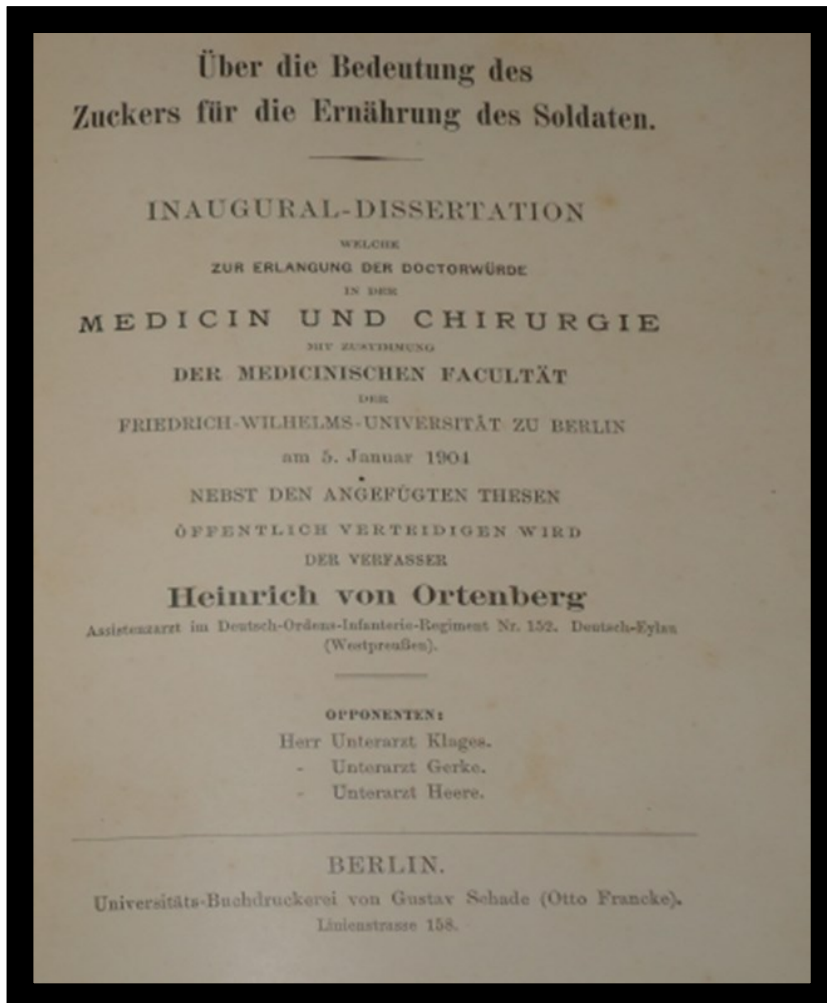 Über die Bedeutung des
Zuckers für die Ernährung des Soldaten.
INAUGURAL-DISSERTATION
WELCHE
ZUR ERLANGUNG DER DOCTORWÜRDE
IN DER
MEDICIN UND CHIRURGIE
MIT ZUSTIMMUNG
DER MEDICINISCHEN FACULTÄT
DER
FRIEDRICH-WILHELMS-UNIVERSITÄT ZU BERLIN
am 5. Januar 1904
NEBST DEN ANGEFÜGTEN THESEN
ÖFFENTLICH VERTEIDIGEN WIRD
DER VERFASSER
Heinrich von Ortenberg
Assistenzarzt im Deutsch-Ordens-Infanterie-Regiment Nr. 152. Deutsch-Eylau
(Westpreußen).
OPPONENTEN:
Herr Unterarzt Klages.
- Unterarzt Gerke.
- Unterarzt Heere.
BERLIN.
Universitäts-Buchdruckerei von Gustav Schade (Otto Francke).
Linienstrasse 158.